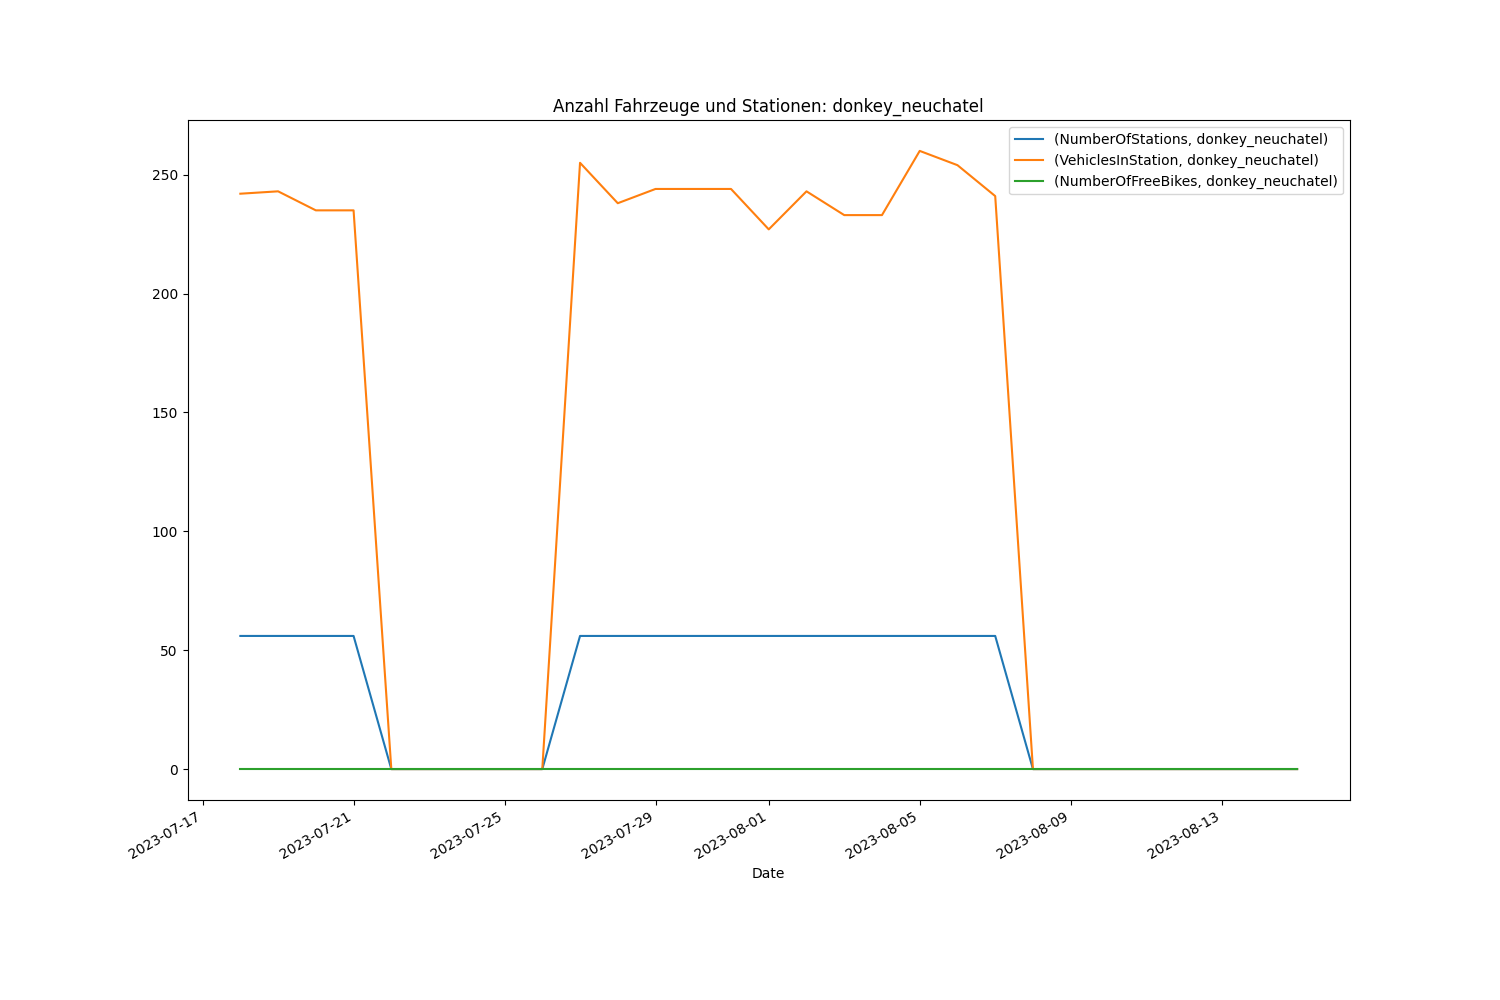 Anzahl Fahrzeuge und Stationen: donkey_neuchatel
(NumberOfStations, donkey_neuchatel)
(VehiclesInStation, donkey_neuchatel)
(NumberOfFreeBikes, donkey_neuchatel)
250
200
150
100
50
0
2023-07-17
2023-07-21
2023-07-25
2023-07-29
2023-08-01
2023-08-05
2023-08-09
2023-08-13
Date